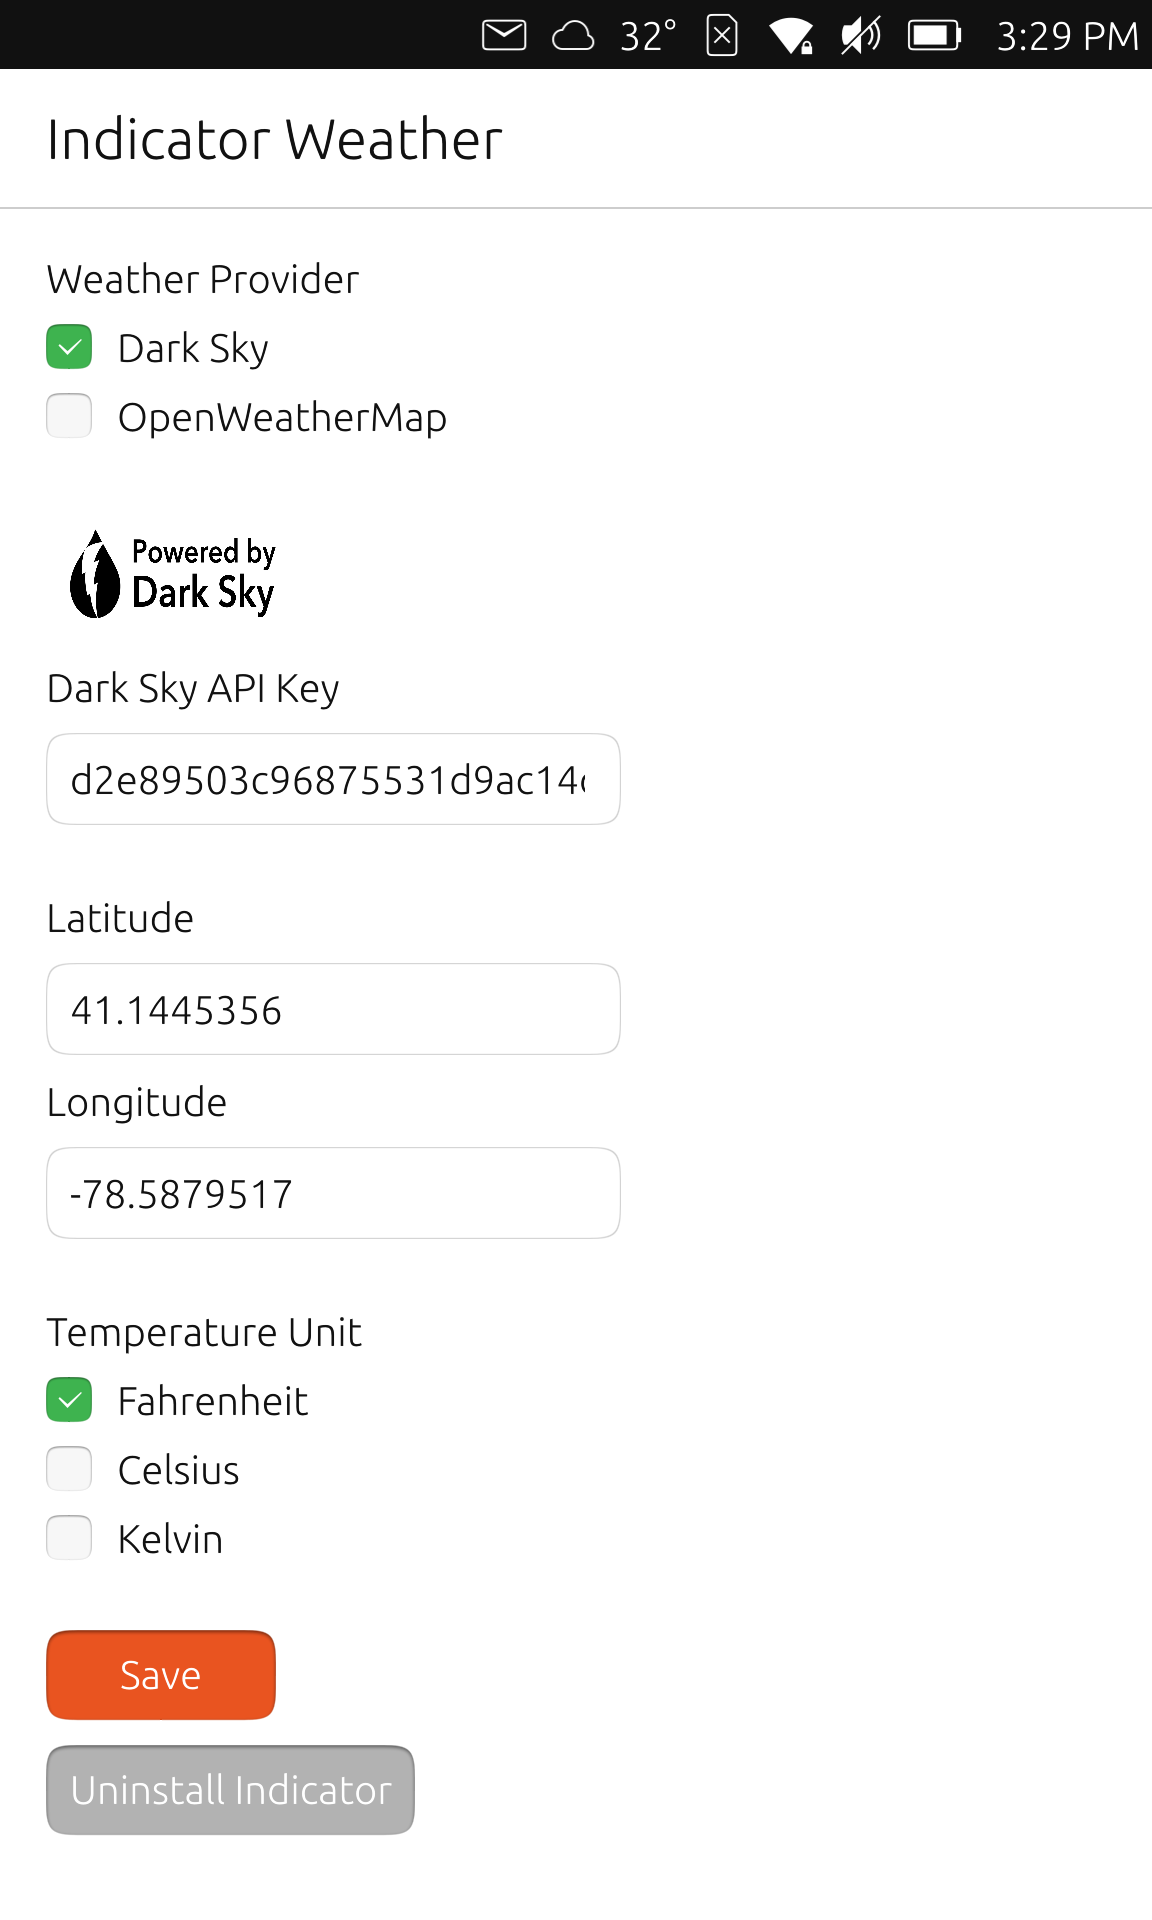 32° 3:29 PM
Indicator Weather
Weather Provider
Dark Sky
OpenWeatherMap
Powered by
Dark Sky
Dark Sky API Key
d2e89503c96875531d9ac14
Latitude
41.1445356
Longitude
-78.5879517
Temperature Unit
Fahrenheit
Celsius
Kelvin
Save
Uninstall Indicator